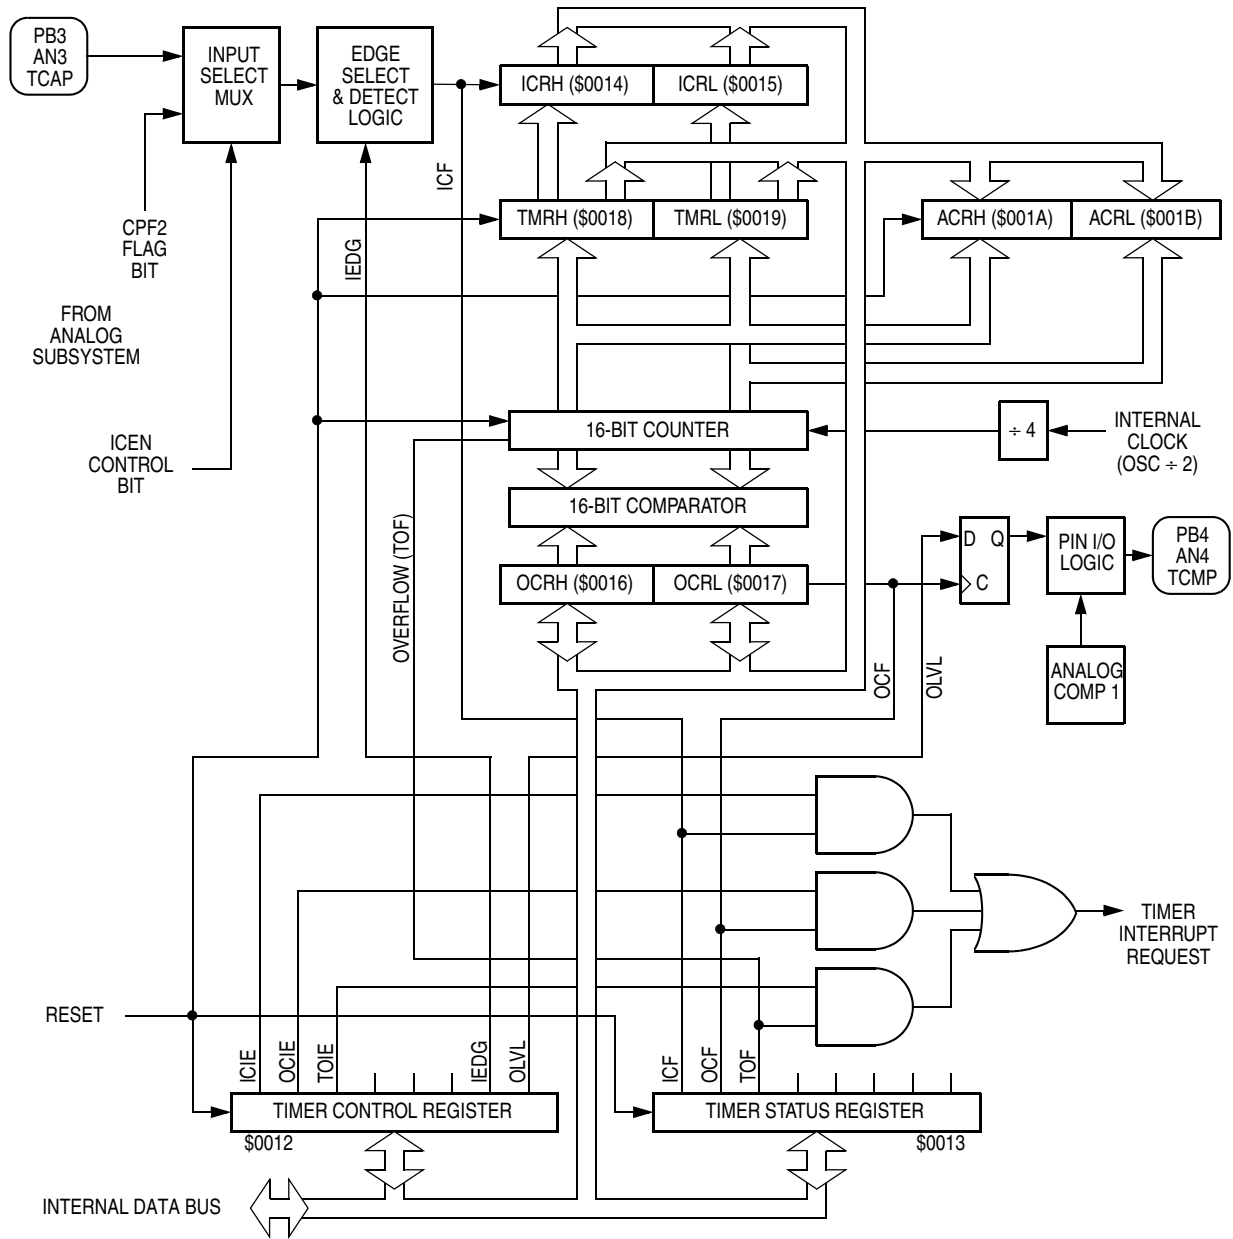 PB3
AN3
TCAP
INPUT
SELECT
MUX
EDGE
SELECT
& DETECT
LOGIC
ICRH ($0014)
ICRL ($0015)
ICF
TMRH ($0018)
TMRL ($0019)
ACRH ($001A)
ACRL ($001B)
CPF2
FLAG
BIT
IEDG
FROM
ANALOG
SUBSYSTEM
ICEN
CONTROL
BIT
16-BIT COUNTER
÷ 4
INTERNAL
CLOCK
(OSC ÷ 2)
16-BIT COMPARATOR
OVERFLOW (TOF)
OCRH ($0016)
OCRL ($0017)
D Q
C
PIN I/O
LOGIC
PB4
AN4
TCMP
OCF
OLVL
ANALOG
COMP 1
TIMER
INTERRUPT
REQUEST
RESET
ICIE
OCIE
TOIE
IEDG
OLVL
ICF
OCF
TOF
TIMER CONTROL REGISTER
$0012
TIMER STATUS REGISTER
$0013
INTERNAL DATA BUS